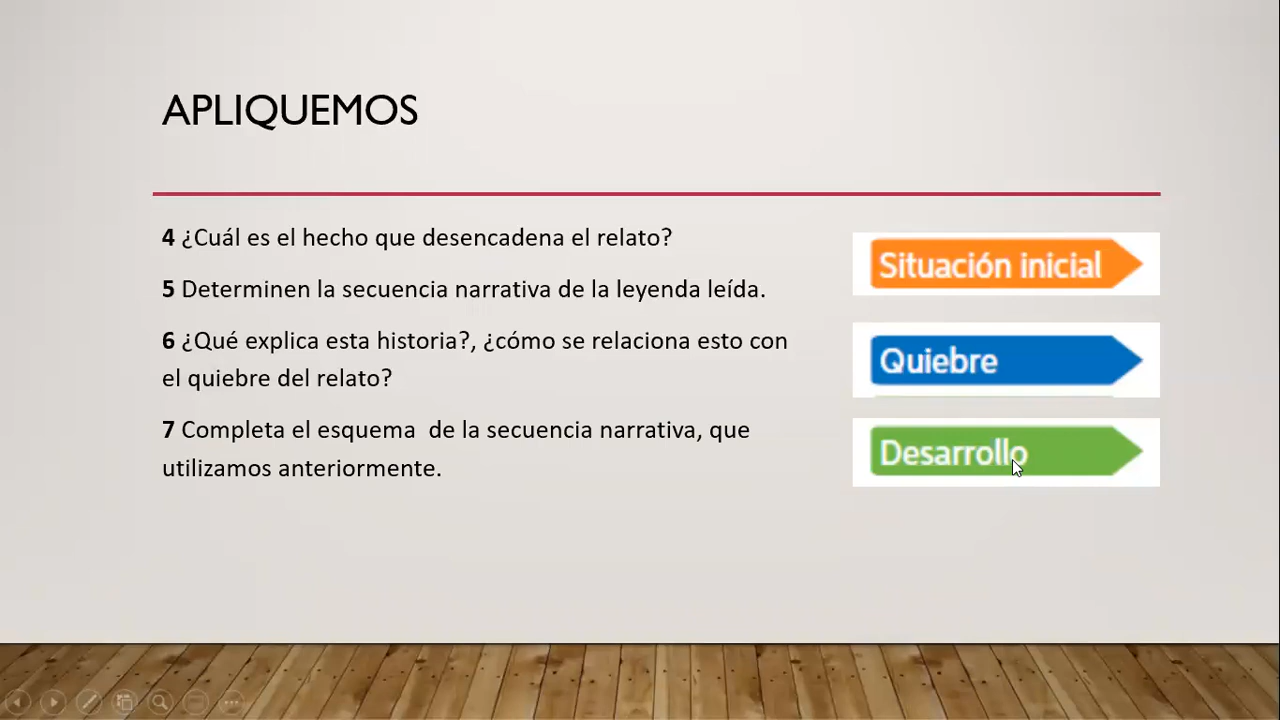 APLIQUEMOS
4 ¿Cuál es el hecho que desencadena el relato?
5 Determinen la secuencia narrativa de la leyenda leída.
6 ¿Qué explica esta historia?, ¿cómo se relaciona esto con
el quiebre del relato?
7 Completa el esquema  de la secuencia narrativa, que
utilizamos anteriormente.
Situación inicial
Quiebre
Desarrollo